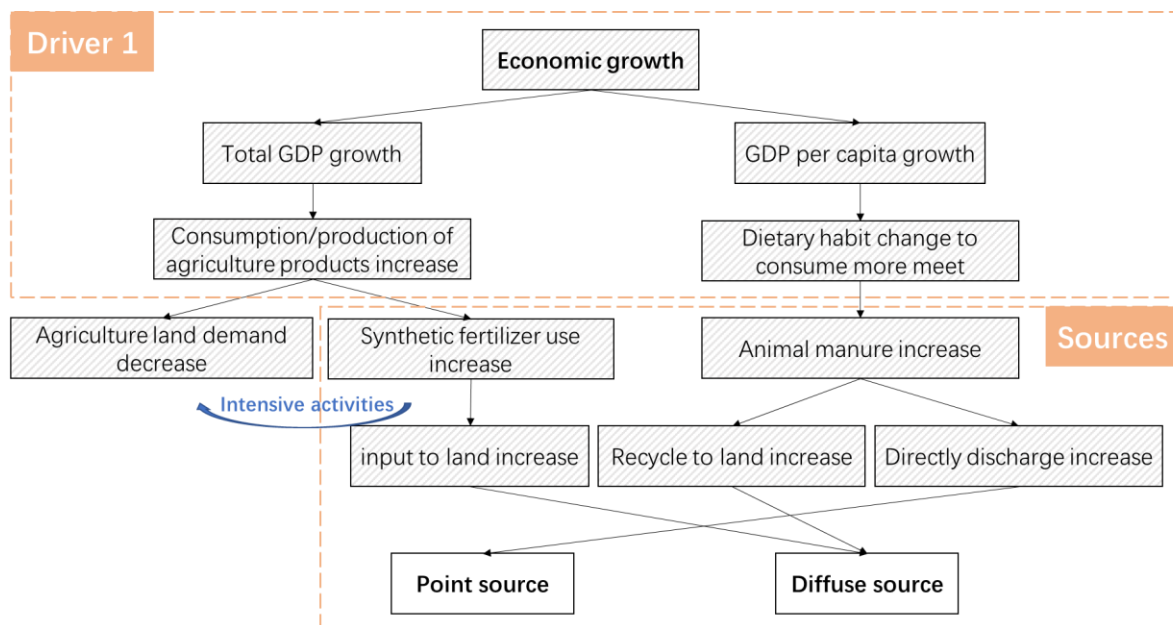 Driver 1
Economic growth
Total GDP growth
GDP per capita growth
Consumption/production of
agriculture products increase
Dietary habit change to
consume more meet
Agriculture land demand
decrease
Synthetic fertilizer use
increase
Animal manure increase
Sources
Intensive activities
input to land increase
Recycle to land increase
Directly discharge increase
Point source
Diffuse source